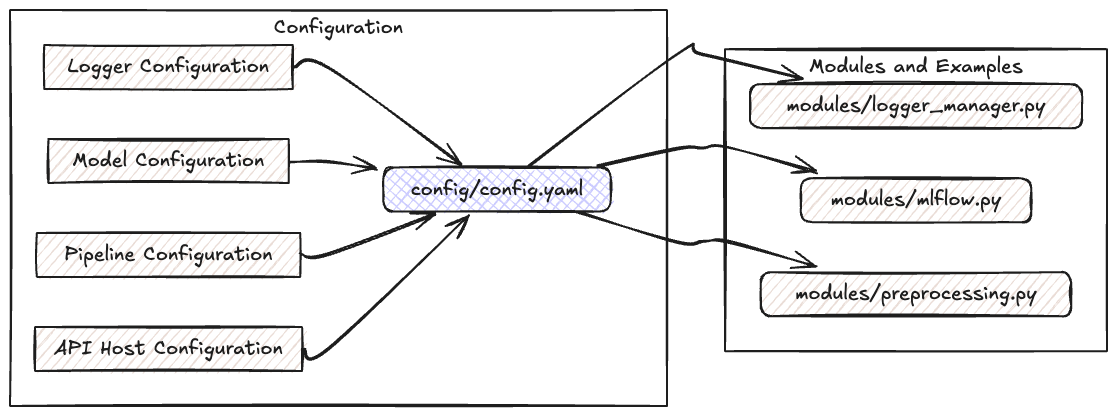 Configuration
Logger Configuration
Model Configuration
config/config.yaml
Pipeline Configuration
API Host Configuration
Modules and Examples
modules/logger_manager.py
modules/mlflow.py
modules/preprocessing.py